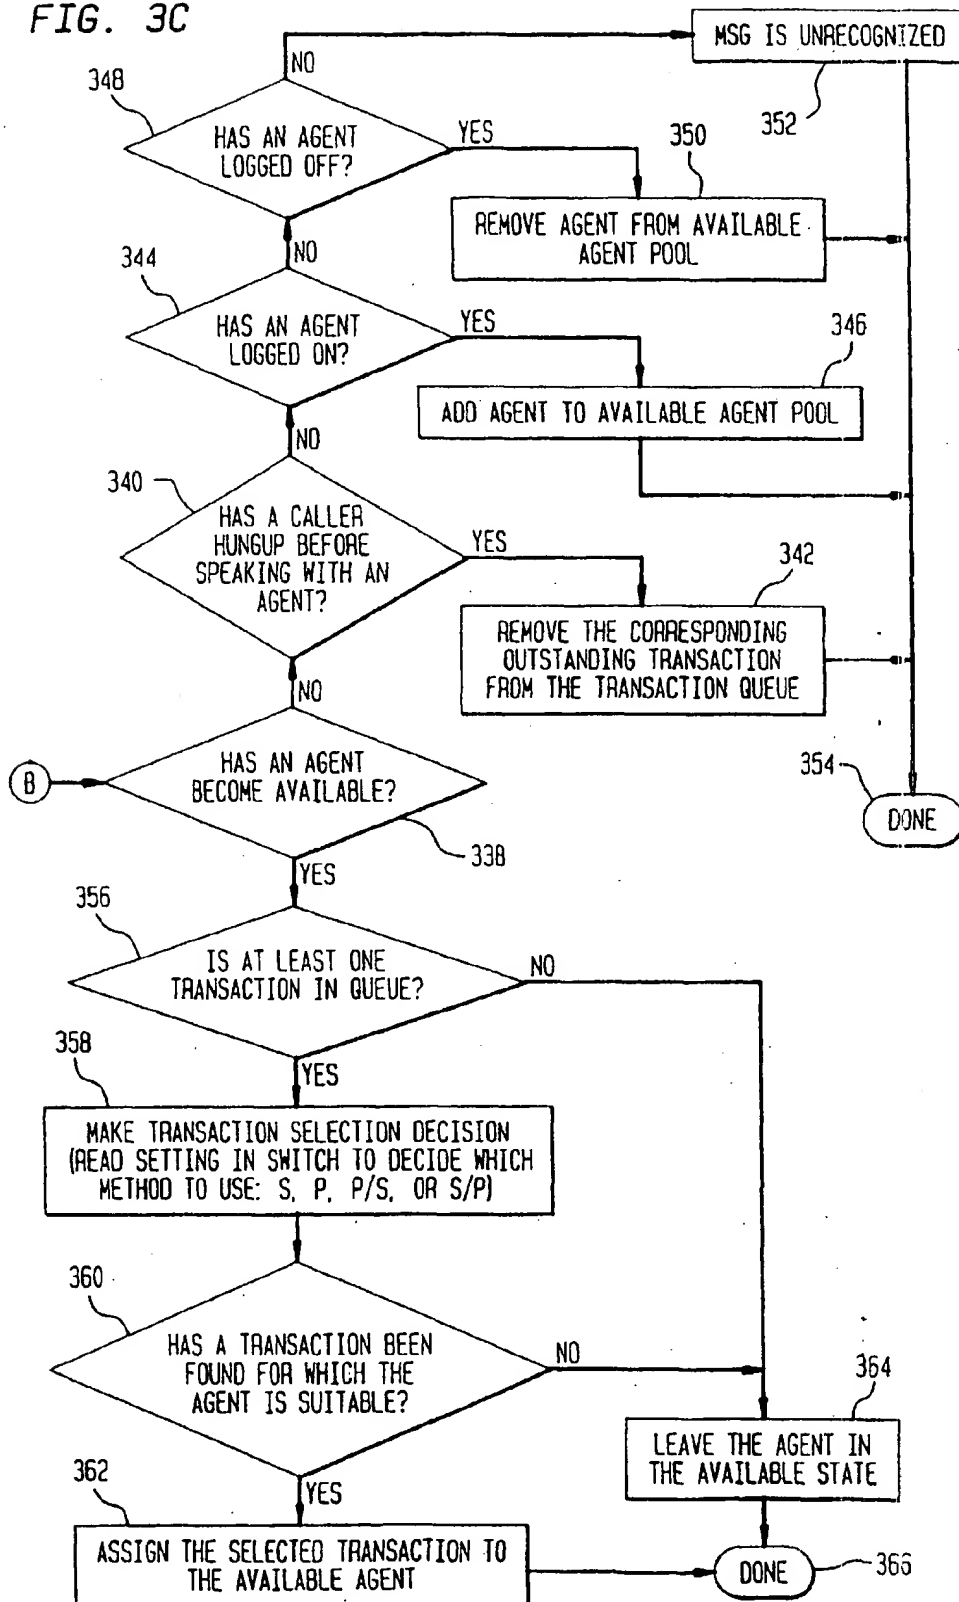 FIG. 3C
MSG IS UNRECOGNIZED
352
NO
348
HAS AN AGENT
LOGGED OFF?
YES
350
REMOVE AGENT FROM AVAILABLE
AGENT POOL
NO
344
HAS AN AGENT
LOGGED ON?
YES
346
ADD AGENT TO AVAILABLE AGENT POOL
NO
340
HAS A CALLER
HUNGUP BEFORE
SPEAKING WITH AN
AGENT?
YES
342
REMOVE THE CORRESPONDING
OUTSTANDING TRANSACTION
FROM THE TRANSACTION QUEUE
NO
B
HAS AN AGENT
BECOME AVAILABLE?
338
354
DONE
YES
356
IS AT LEAST ONE
TRANSACTION IN QUEUE?
NO
358
YES
MAKE TRANSACTION SELECTION DECISION
(READ SETTING IN SWITCH TO DECIDE WHICH
METHOD TO USE: S, P, P/S, OR S/P)
360
HAS A TRANSACTION BEEN
FOUND FOR WHICH THE
AGENT IS SUITABLE?
NO
364
LEAVE THE AGENT IN
THE AVAILABLE STATE
362
YES
ASSIGN THE SELECTED TRANSACTION TO
THE AVAILABLE AGENT
DONE
366